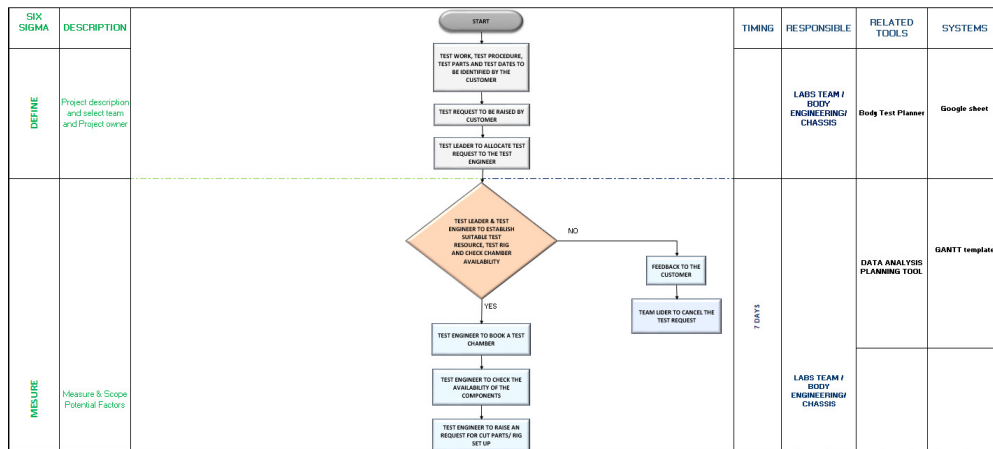 SIX
SIGMA
DESCRIPTION
START
TIMING
RESPONSIBLE
RELATED
TOOLS
SYSTEMS
DEFINE
Project description
and select team
and Project owner
TEST WORK, TEST PROCEDURE,
TEST PARTS AND TEST DATES TO
BE IDENTIFIED BY THE
CUSTOMER
TEST REQUEST TO BE RAISED BY
CUSTOMER
TEST LEADER TO ALLOCATE TEST
REQUEST TO THE TEST
ENGINEER
LABS TEAM /
BODY
ENGINEERING/
CHASSIS
Body Test Planner
Google sheet
TEST LEADER & TEST
ENGINEER TO ESTABLISH
SUITABLE TEST
RESOURCE, TEST RIG
AND CHECK CHAMBER
AVAILABILITY
NO
FEEDBACK TO THE
CUSTOMER
TEAM LIDER TO CANCEL THE
TEST REQUEST
YES
7 DAYS
DATA ANALYSIS
PLANNING TOOL
GANTT template
MESURE
Measure & Scope
Potential Factors
TEST ENGINEER TO BOOK A TEST
CHAMBER
TEST ENGINEER TO CHECK THE
AVAILABILITY OF THE
COMPONENTS
TEST ENGINEER TO RAISE AN
REQUEST FOR CUT PARTS/ RIG
SET UP
LABS TEAM /
BODY
ENGINEERING/
CHASSIS